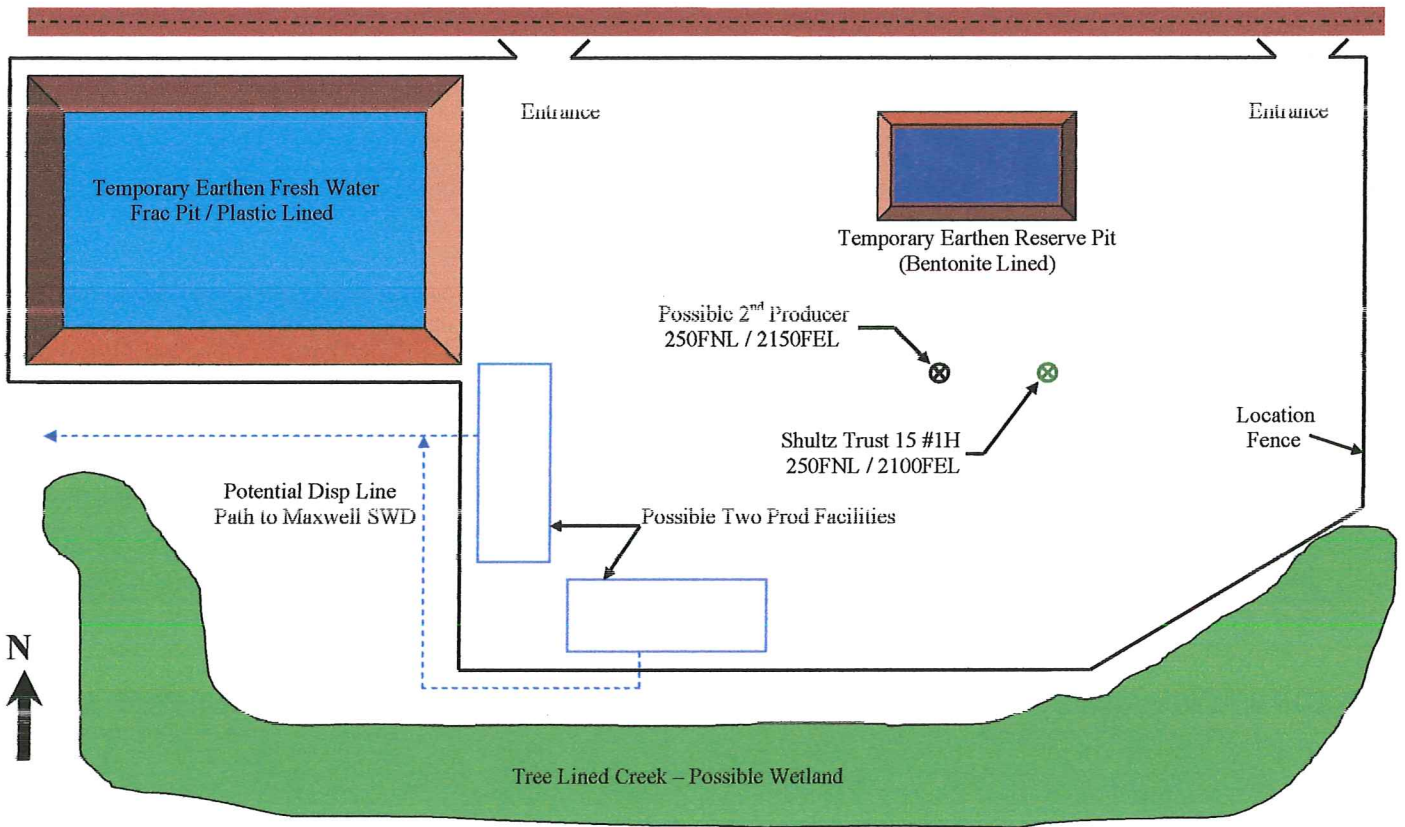 Entrance
Entrance
Temporary Earthen Fresh Water
Frac Pit / Plastic Lined
Temporary Earthen Reserve Pit
(Bentonite Lined)
Possible 2nd Producer
250FNL / 2150FEL
Shultz Trust 15 #1H
250FNL / 2100FEL
Location
Fence
Potential Disp Line
Path to Maxwell SWD
Possible Two Prod Facilities
N
Tree Lined Creek – Possible Wetland